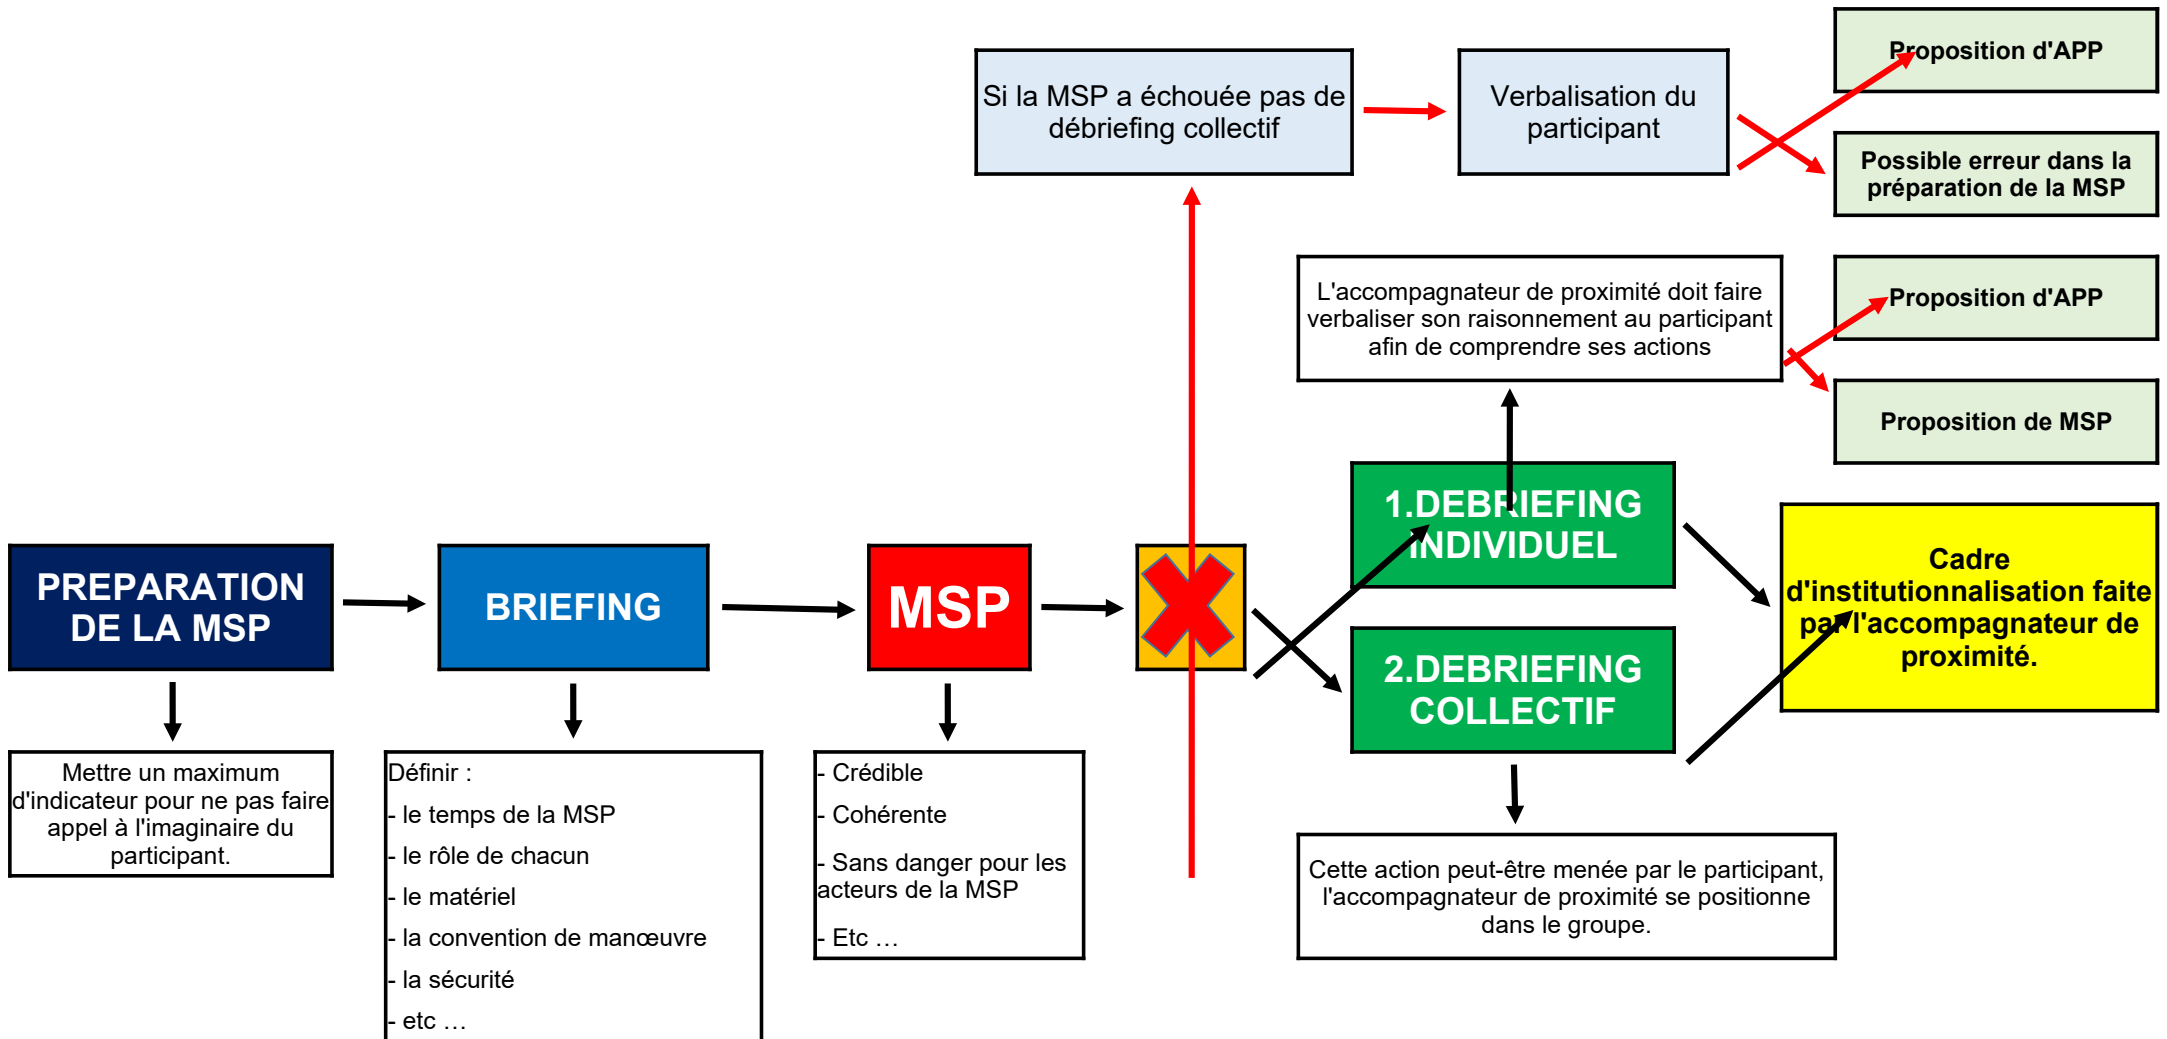 Si la MSP a échouée pas de
débriefing collectif
Verbalisation du
participant
Proposition d'APP
Possible erreur dans la
préparation de la MSP
L'accompagnateur de proximité doit faire
verbaliser son raisonnement au participant
afin de comprendre ses actions
Proposition d'APP
Proposition de MSP
PREPARATION
DE LA MSP
BRIEFING
MSP
1.DEBRIEFING
INDIVIDUEL
2.DEBRIEFING
COLLECTIF
Cadre
d'institutionnalisation faite
par l'accompagnateur de
proximité.
Mettre un maximum
d'indicateur pour ne pas faire
appel à l'imaginaire du
participant.
Définir :
- le temps de la MSP
- le rôle de chacun
- le matériel
- la convention de manœuvre
- la sécurité
- etc …
- Crédible
- Cohérente
- Sans danger pour les
acteurs de la MSP
- Etc …
Cette action peut-être menée par le participant,
l'accompagnateur de proximité se positionne
dans le groupe.